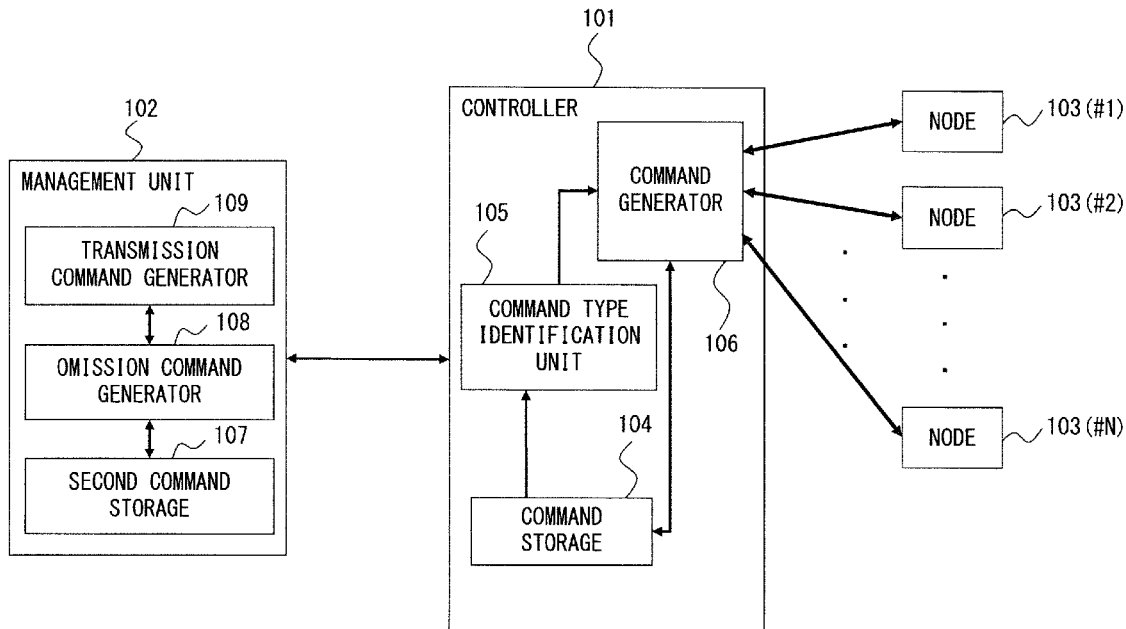 101
102
CONTROLLER
MANAGEMENT UNIT
109
TRANSMISSION
COMMAND GENERATOR
108
OMISSION COMMAND
GENERATOR
107
SECOND COMMAND
STORAGE
COMMAND
GENERATOR
105
COMMAND TYPE
IDENTIFICATION
UNIT
106
104
COMMAND
STORAGE
NODE
103(#1)
NODE
103(#2)
NODE
103(#N)